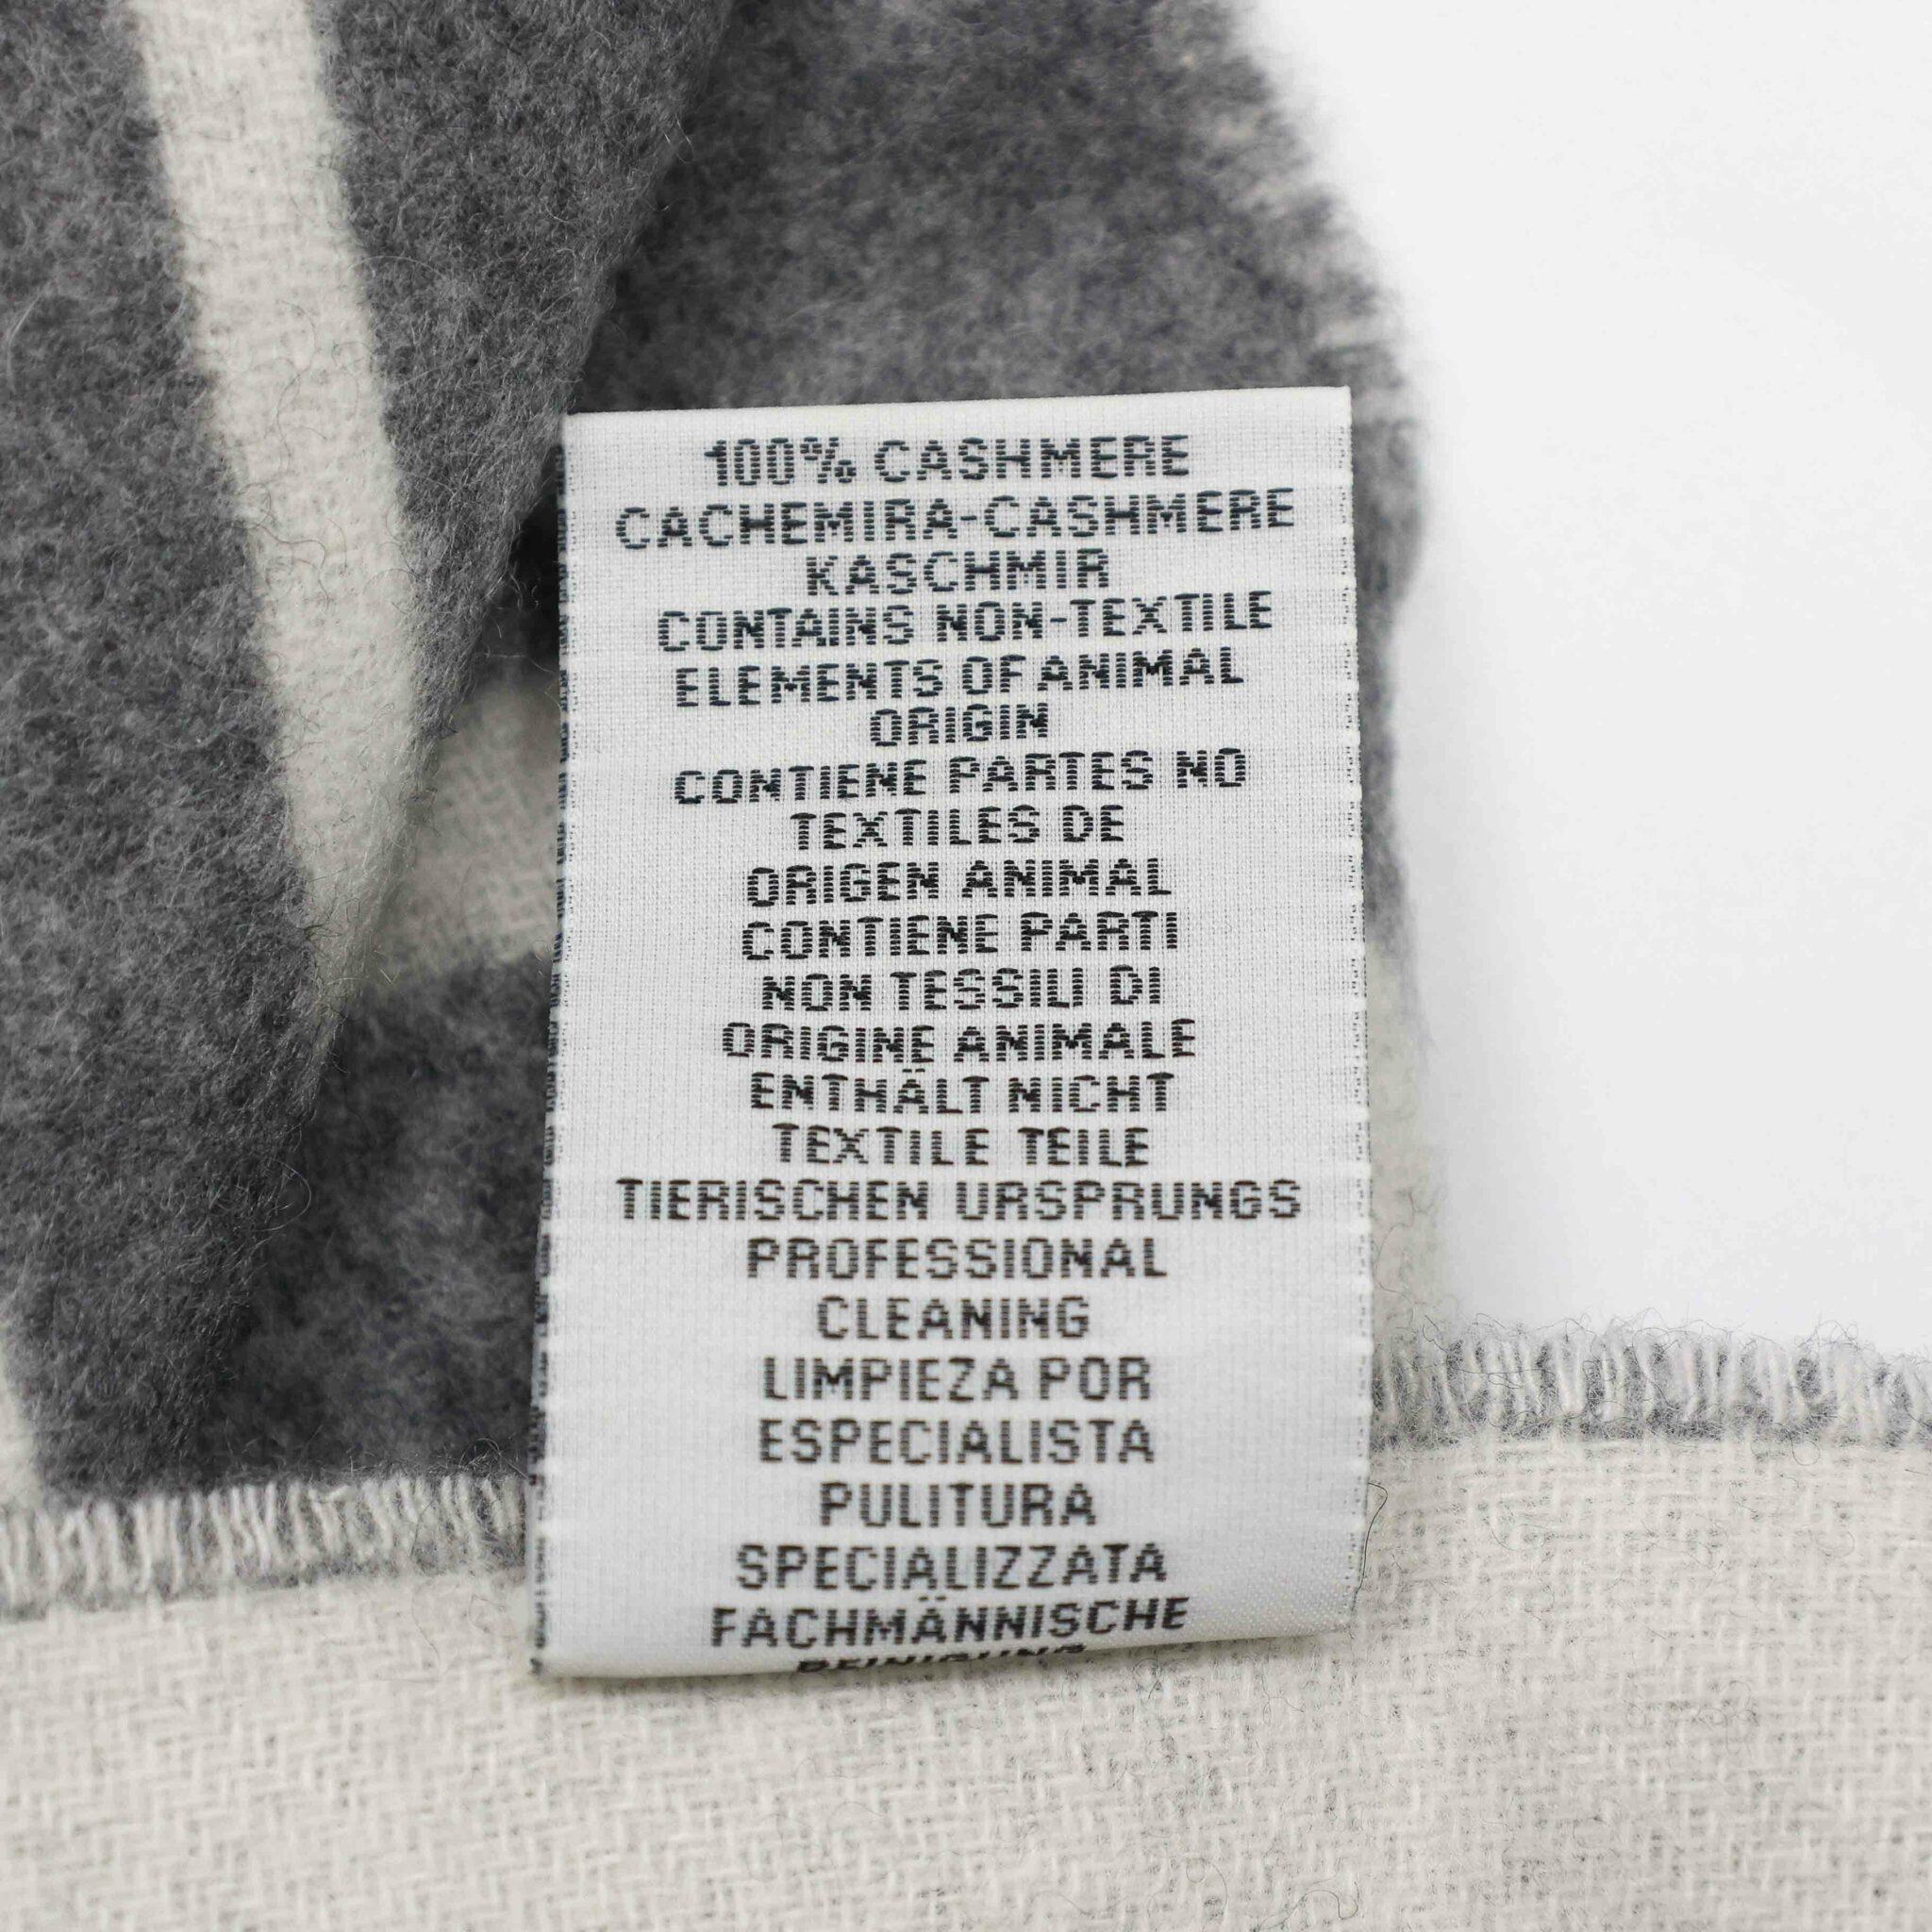 100% CASHMERE
CACHEMIRA-CASHMERE
KASCHMIR
CONTAINS NON-TEXTILE
ELEMENTS OF ANIMAL
ORIGIN
CONTIENE PARTES NO
TEXTILES DE
ORIGEN ANIMAL
CONTIENE PARTI
NON TESSILI DI
ORIGINE ANIMALE
ENTHÄLT NICHT
TEXTILE TEILE
TIERISCHEN URSPRUNGS
PROFESSIONAL
CLEANING
LIMPIEZA POR
ESPECIALISTA
PULITURA
SPECIALIZZATA
FACHMÄNNISCHE
REINIGUNG